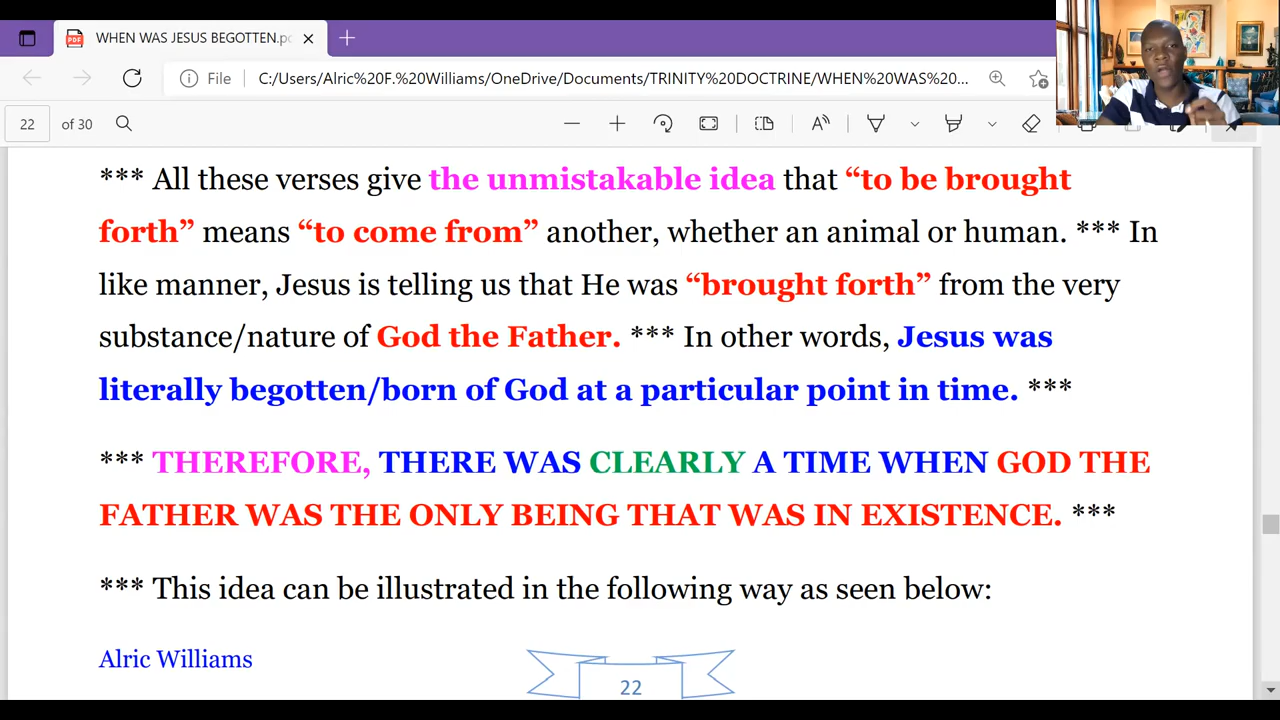 WHEN WAS JESUS BEGOTTEN.pd
File
C:/Users/Alric%20F.%20Williams/OneDrive/Documents/TRINITY%20DOCTRINE/WHEN%20WAS%20...
22 of 30
*** All these verses give the unmistakable idea that “to be brought
forth” means “to come from” another, whether an animal or human. *** In
like manner, Jesus is telling us that He was “brought forth” from the very
substance/nature of God the Father. *** In other words, Jesus was
literally begotten/born of God at a particular point in time. ***
*** THEREFORE, THERE WAS CLEARLY A TIME WHEN GOD THE
FATHER WAS THE ONLY BEING THAT WAS IN EXISTENCE. ***
*** This idea can be illustrated in the following way as seen below:
Alric Williams
22